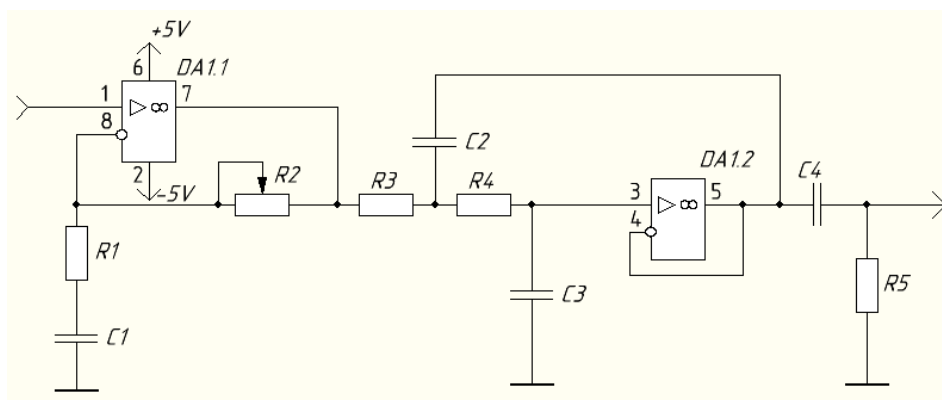 +5V
6 DA1.1
1 ▷ ∞ 7
8
2
-5V
R2
R3
R4
C2
DA1.2
C4
3 ▷ ∞ 5
4
R1
C1
C3
R5